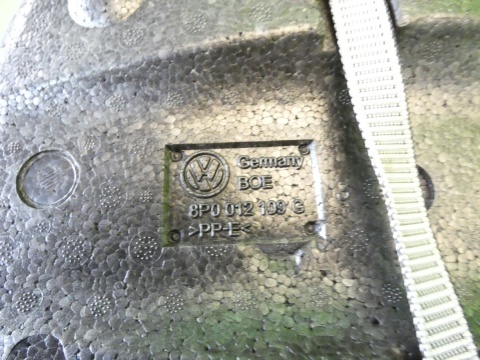 Germany
BOE
8P0 012 109 G
>PP-E<